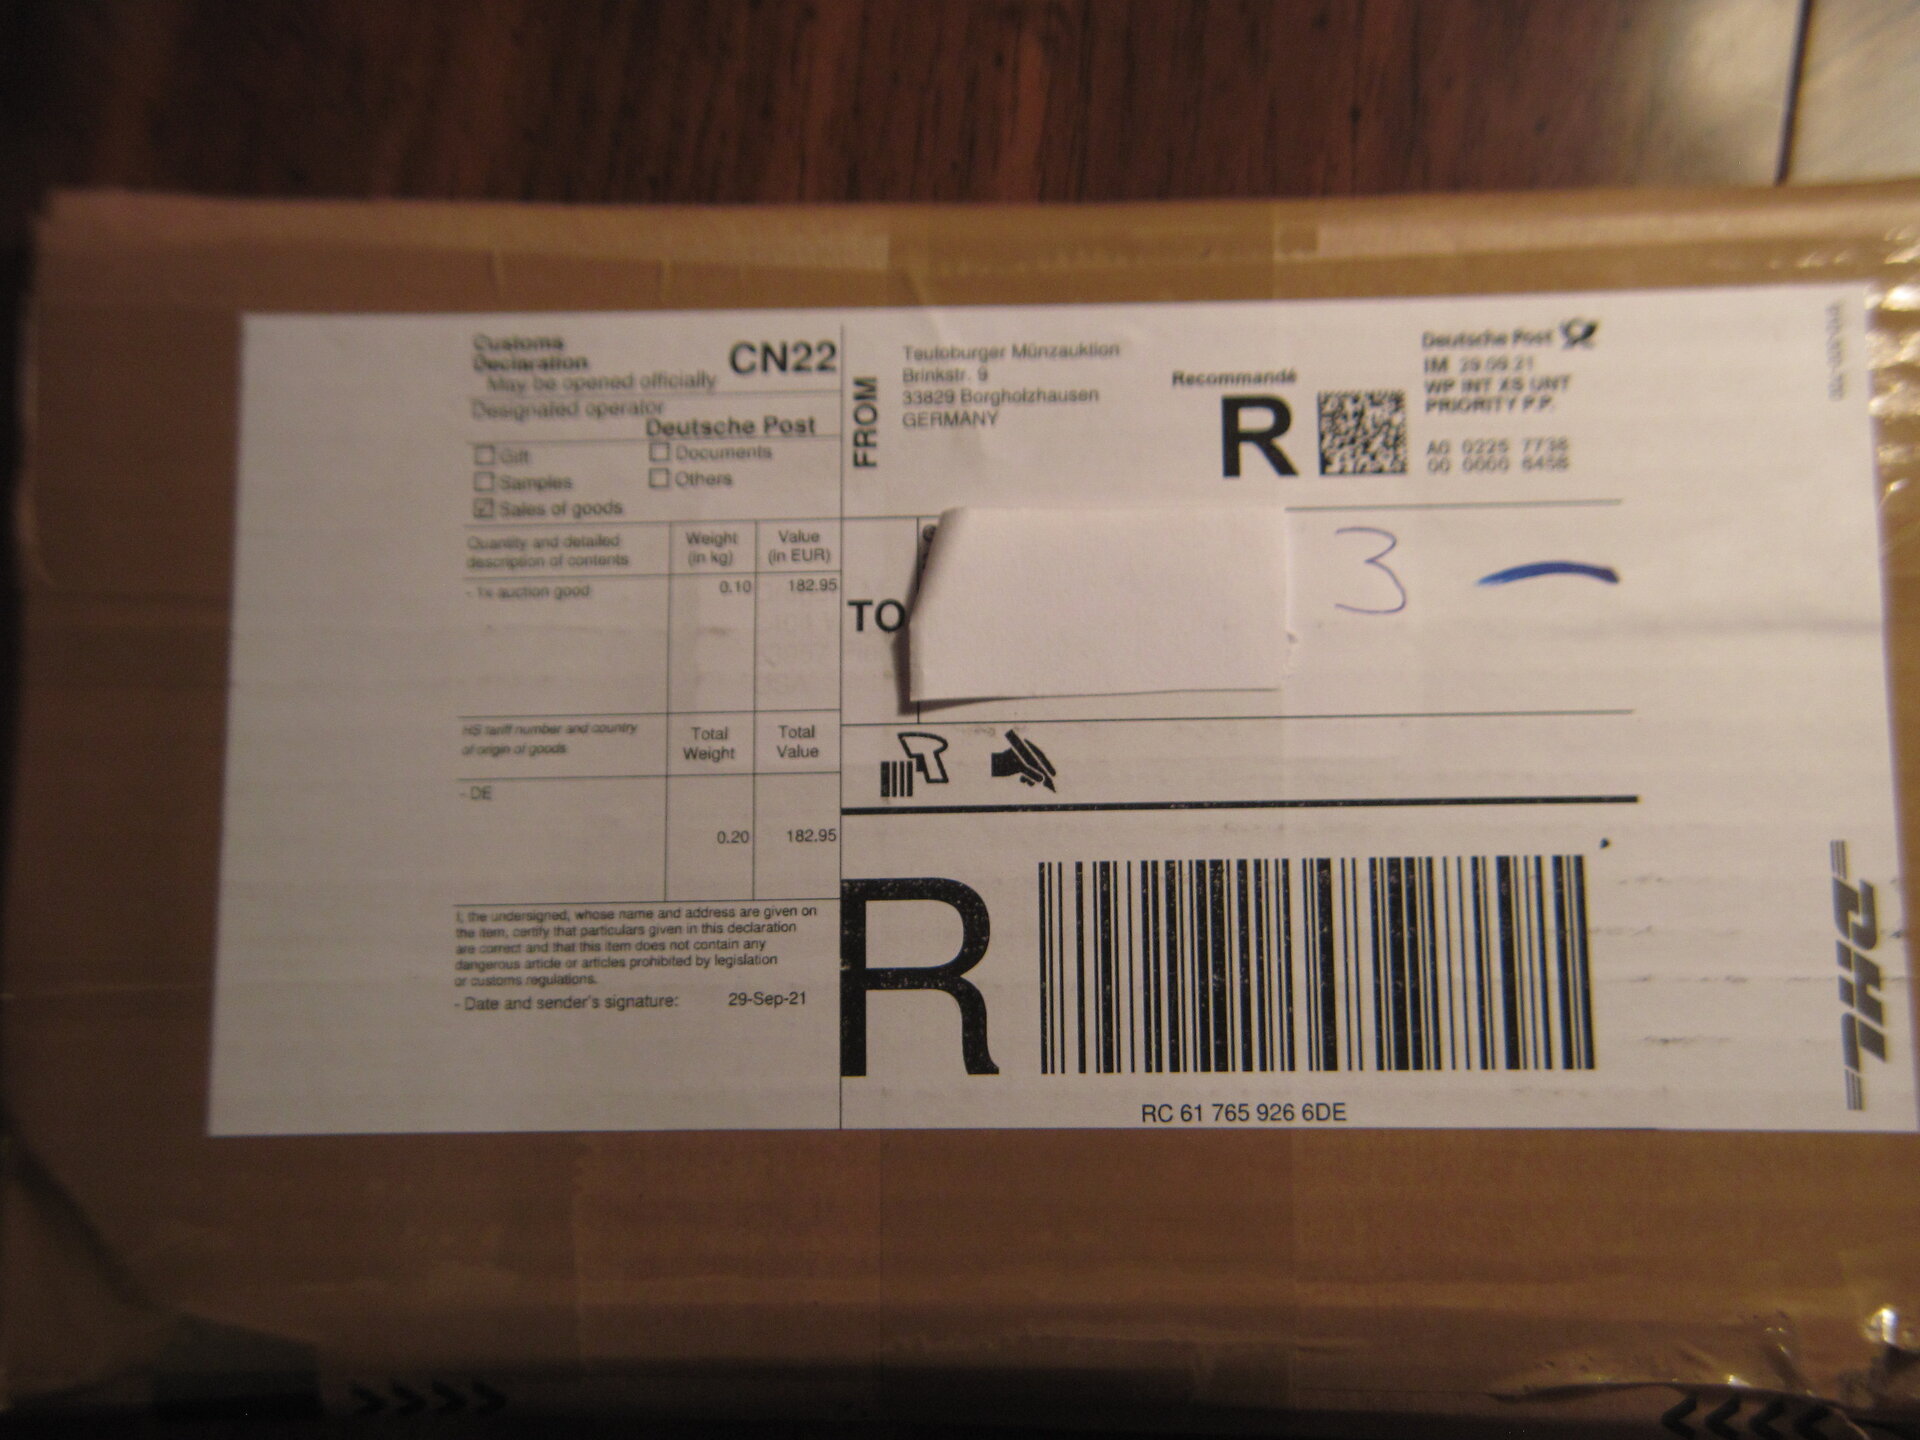 Customs
Declaration
CN22
May be opened officially
Designated operator
Deutsche Post
Gift
Documents
Samples
Others
Sales of goods
Quantity and detailed
description of contents
Weight
(in kg)
Value
(in EUR)
- 1x auction good
0.10
182.95
HS tariff number and country
of origin of goods
Total
Weight
Total
Value
- DE
0.20
182.95
I, the undersigned, whose name and address are given on
the item, certify that particulars given in this declaration
are correct and that this item does not contain any
dangerous article or articles prohibited by legislation
or customs regulations.
- Date and sender's signature: 29-Sep-21
FROM
Teutoburger Münzauktion
Brinkstr. 9
33829 Borgholzhausen
GERMANY
Recommandé
R
Deutsche Post
IM 29.09.21
WP INT XS UNT
PRIORITY P.P.
A0 0225 7736
00 0000 6456
TO
3
R
RC 61 765 926 6DE
DHL